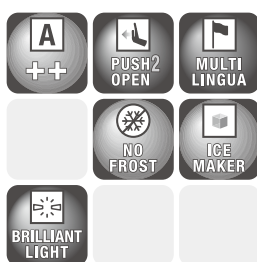 A
++
PUSH2
OPEN
MULTI
LINGUA
NO
FROST
ICE
MAKER
BRILLIANT
LIGHT